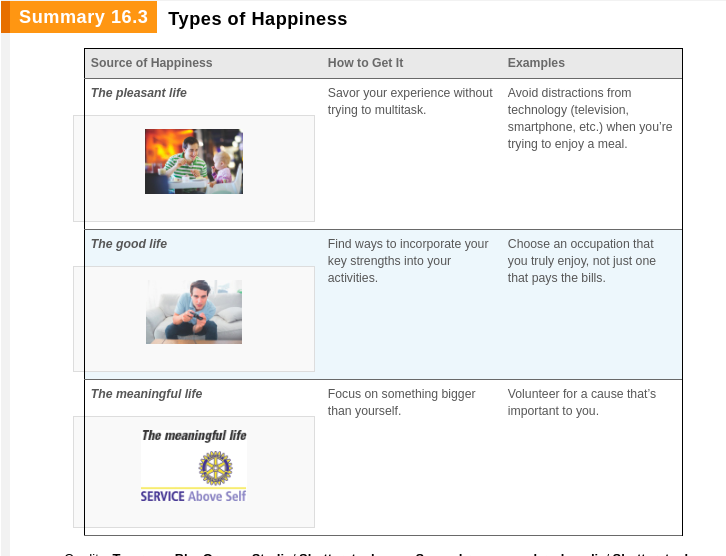 Summary 16.3 Types of Happiness
Source of Happiness How to Get It Examples
The pleasant life
Savor your experience without
trying to multitask.
Avoid distractions from
technology (television,
smartphone, etc.) when you're
trying to enjoy a meal.
The good life
Find ways to incorporate your
key strengths into your
activities.
Choose an occupation that
you truly enjoy, not just one
that pays the bills.
The meaningful life
Focus on something bigger
than yourself.
Volunteer for a cause that's
important to you.
The meaningful life
SERVICE Above Self